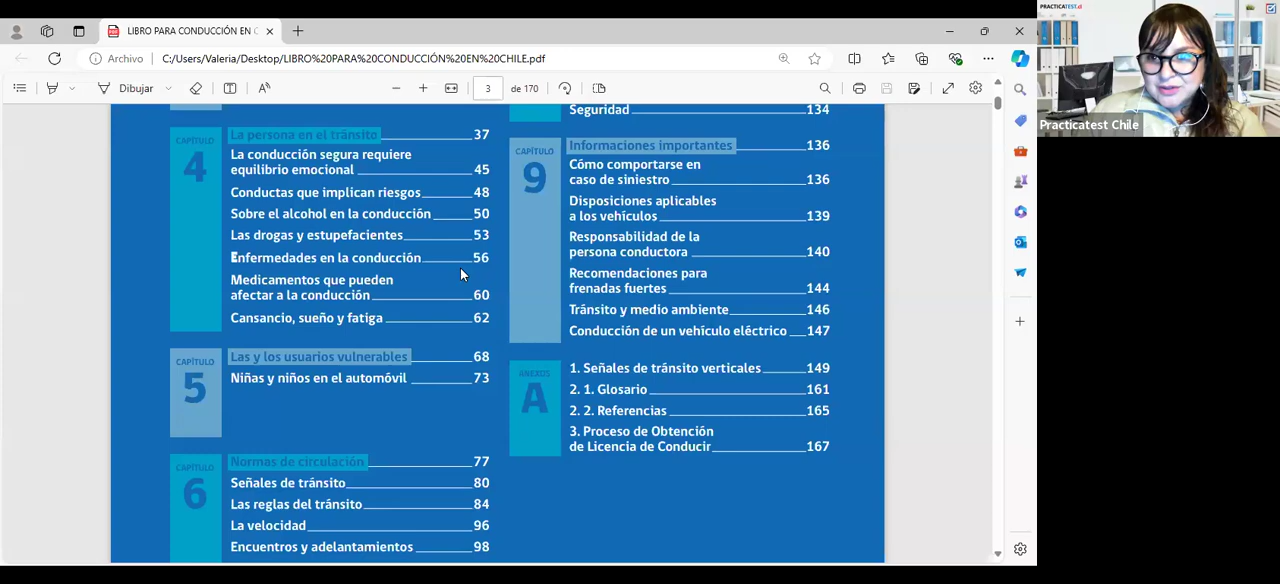 LIBRO PARA CONDUCCIÓN EN C
Archivo
C:/Users/Valeria/Desktop/LIBRO%20PARA%20CONDUCCIÓN%20EN%20CHILE.pdf
Dibujar
3
de 170
CAPÍTULO
4
La persona en el tránsito 37
La conducción segura requiere
equilibrio emocional 45
Conductas que implican riesgos 48
Sobre el alcohol en la conducción 50
Las drogas y estupefacientes 53
Enfermedades en la conducción 56
Medicamentos que pueden
afectar a la conducción 60
Cansancio, sueño y fatiga 62
CAPÍTULO
5
Las y los usuarios vulnerables 68
Niñas y niños en el automóvil 73
CAPÍTULO
6
Normas de circulación 77
Señales de tránsito 80
Las reglas del tránsito 84
La velocidad 96
Encuentros y adelantamientos 98
Seguridad 134
CAPÍTULO
9
Informaciones importantes 136
Cómo comportarse en
caso de siniestro 136
Disposiciones aplicables
a los vehículos 139
Responsabilidad de la
persona conductora 140
Recomendaciones para
frenadas fuertes 144
Tránsito y medio ambiente 146
Conducción de un vehículo eléctrico 147
ANEXOS
A
1. Señales de tránsito verticales 149
2. 1. Glosario 161
2. 2. Referencias 165
3. Proceso de Obtención
de Licencia de Conducir 167
PRACTICATEST.cl
Practicatest Chile